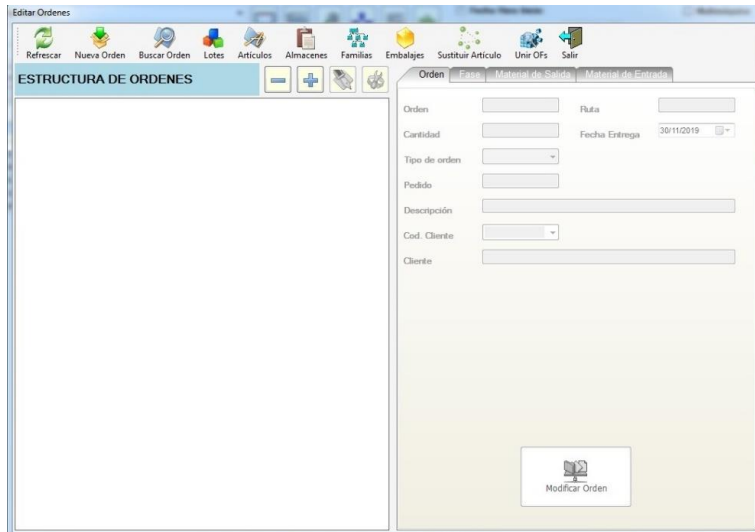 Editar Ordenes
Refrescar Nueva Orden Buscar Orden Lotes Artículos Almacenes Familias Embalajes Sustituir Artículo Unir OFs Salir
ESTRUCTURA DE ORDENES
Orden Fase Material de Salida Material de Entrada
Orden Ruta
Cantidad Fecha Entrega 30/11/2019
Tipo de orden
Pedido
Descripción
Cod. Cliente
Cliente
Modificar Orden